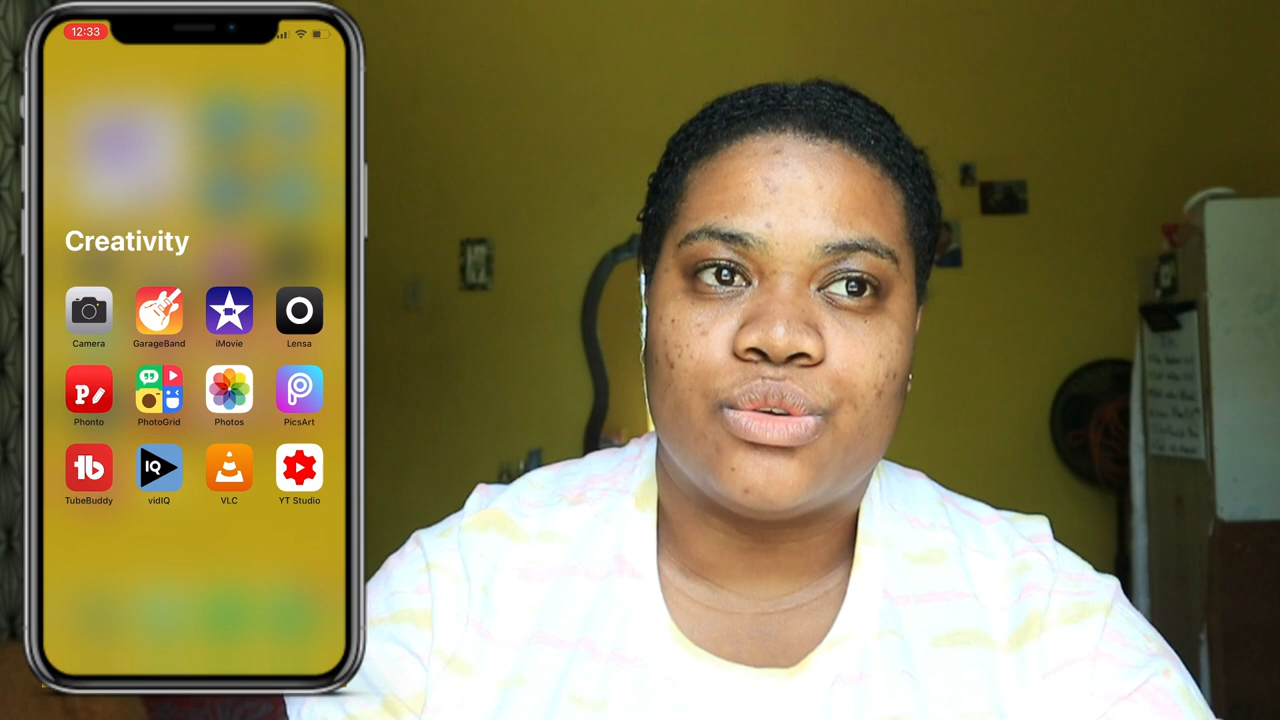 12:33
Creativity
Camera GarageBand iMovie Lensa
Phonto PhotoGrid Photos PicsArt
TubeBuddy vidIQ VLC YT Studio